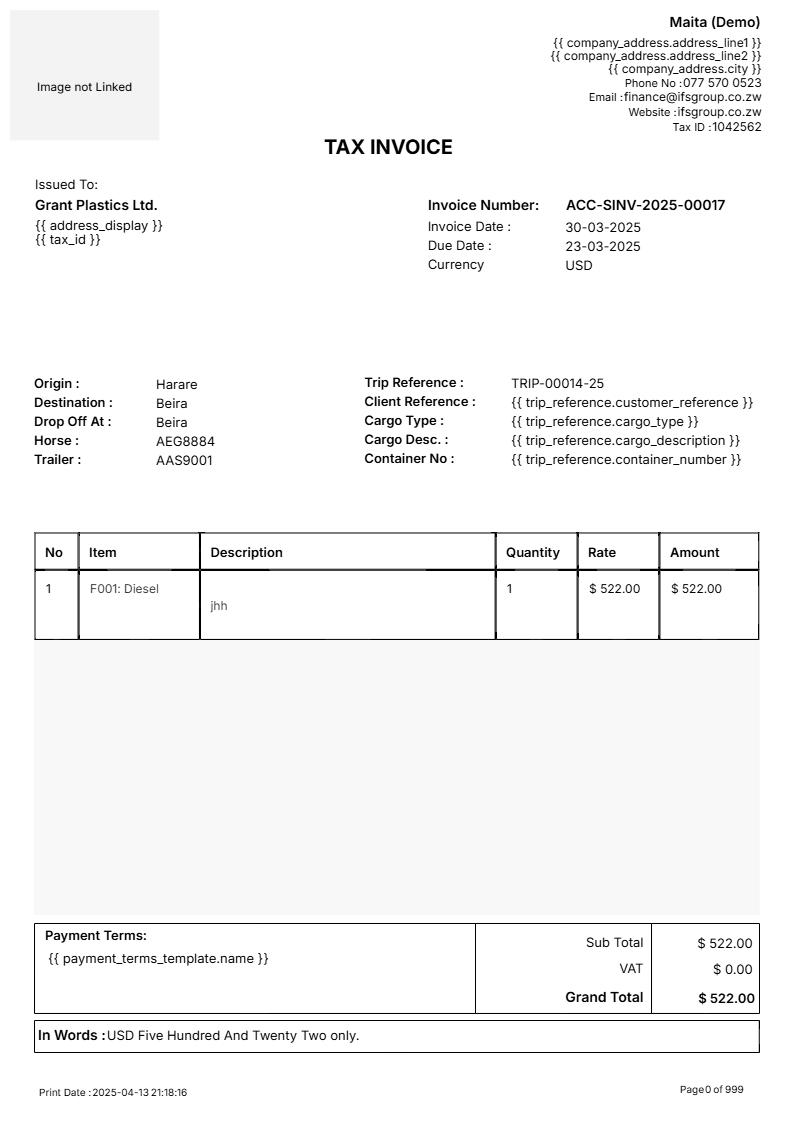 Image not Linked
Maita (Demo)
{{ company_address.address_line1 }}
{{ company_address.address_line2 }}
{{ company_address.city }}
Phone No :077 570 0523
Email :finance@ifsgroup.co.zw
Website :ifsgroup.co.zw
Tax ID :1042562
TAX INVOICE
Issued To:
Grant Plastics Ltd.
{{ address_display }}
{{ tax_id }}
Invoice Number: ACC-SINV-2025-00017
Invoice Date : 30-03-2025
Due Date : 23-03-2025
Currency USD
Origin : Harare
Destination : Beira
Drop Off At : Beira
Horse : AEG8884
Trailer : AAS9001
Trip Reference : TRIP-00014-25
Client Reference : {{ trip_reference.customer_reference }}
Cargo Type : {{ trip_reference.cargo_type }}
Cargo Desc. : {{ trip_reference.cargo_description }}
Container No : {{ trip_reference.container_number }}
No Item Description Quantity Rate Amount
1 F001: Diesel jhh 1 $ 522.00 $ 522.00
Payment Terms:
{{ payment_terms_template.name }}
Sub Total $ 522.00
VAT $ 0.00
Grand Total $ 522.00
In Words :USD Five Hundred And Twenty Two only.
Print Date :2025-04-13 21:18:16
Page0 of 999